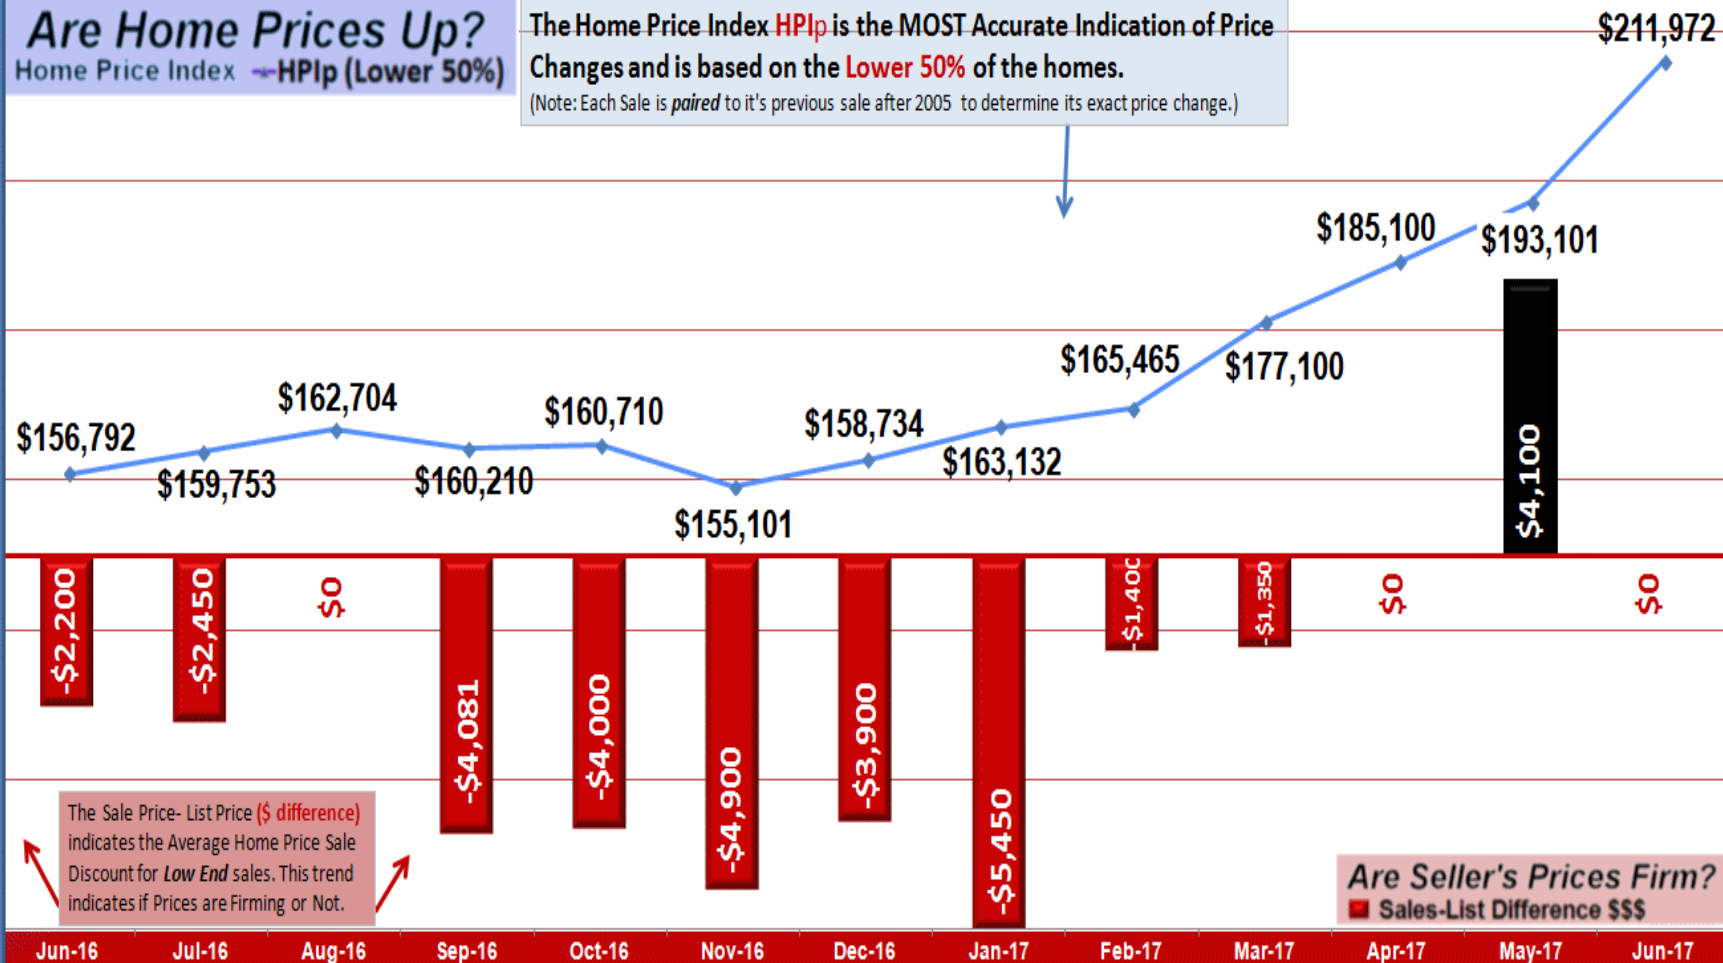 Are Home Prices Up?
Home Price Index HPIp (Lower 50%)
The Home Price Index HPIp is the MOST Accurate Indication of Price
Changes and is based on the Lower 50% of the homes.
(Note: Each Sale is paired to it's previous sale after 2005 to determine its exact price change.)
$211,972
$193,101
$185,100
$177,100
$165,465
$163,132
$158,734
$155,101
$160,710
$160,210
$162,704
$159,753
$156,792
-$2,200
-$2,450
$0
-$4,081
-$4,000
-$4,900
-$3,900
-$5,450
-$1,400
-$1,350
$0
$4,100
$0
The Sale Price- List Price ($ difference)
indicates the Average Home Price Sale
Discount for Low End sales. This trend
indicates if Prices are Firming or Not.
Are Seller's Prices Firm?
Sales-List Difference $$$
Jun-16 Jul-16 Aug-16 Sep-16 Oct-16 Nov-16 Dec-16 Jan-17 Feb-17 Mar-17 Apr-17 May-17 Jun-17